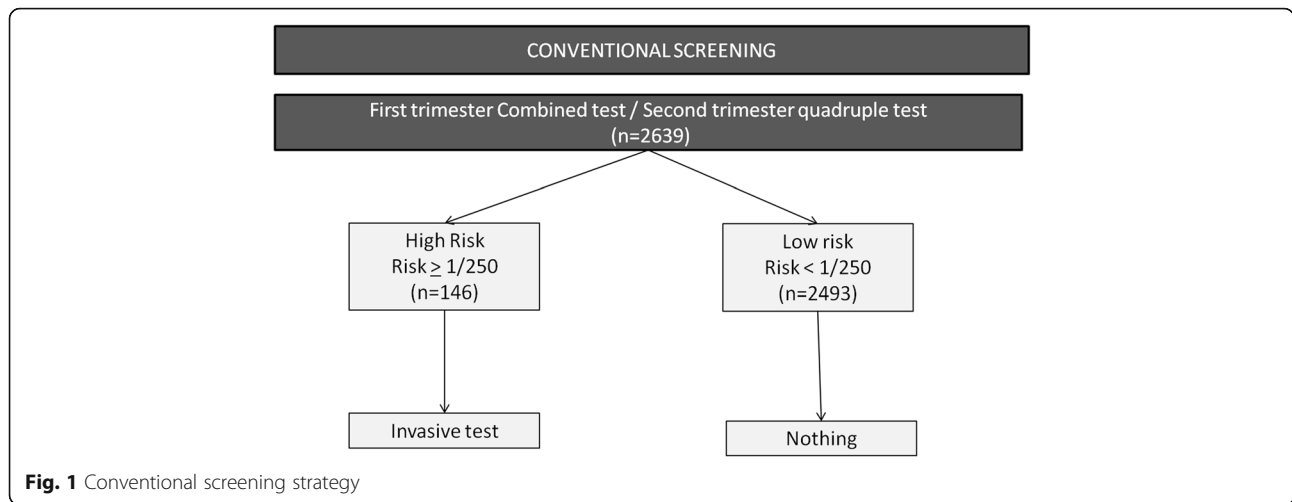 CONVENTIONAL SCREENING
First trimester Combined test / Second trimester quadruple test
(n=2639)
High Risk
Risk ≥ 1/250
(n=146)
Low risk
Risk < 1/250
(n=2493)
Invasive test
Nothing
Fig. 1 Conventional screening strategy